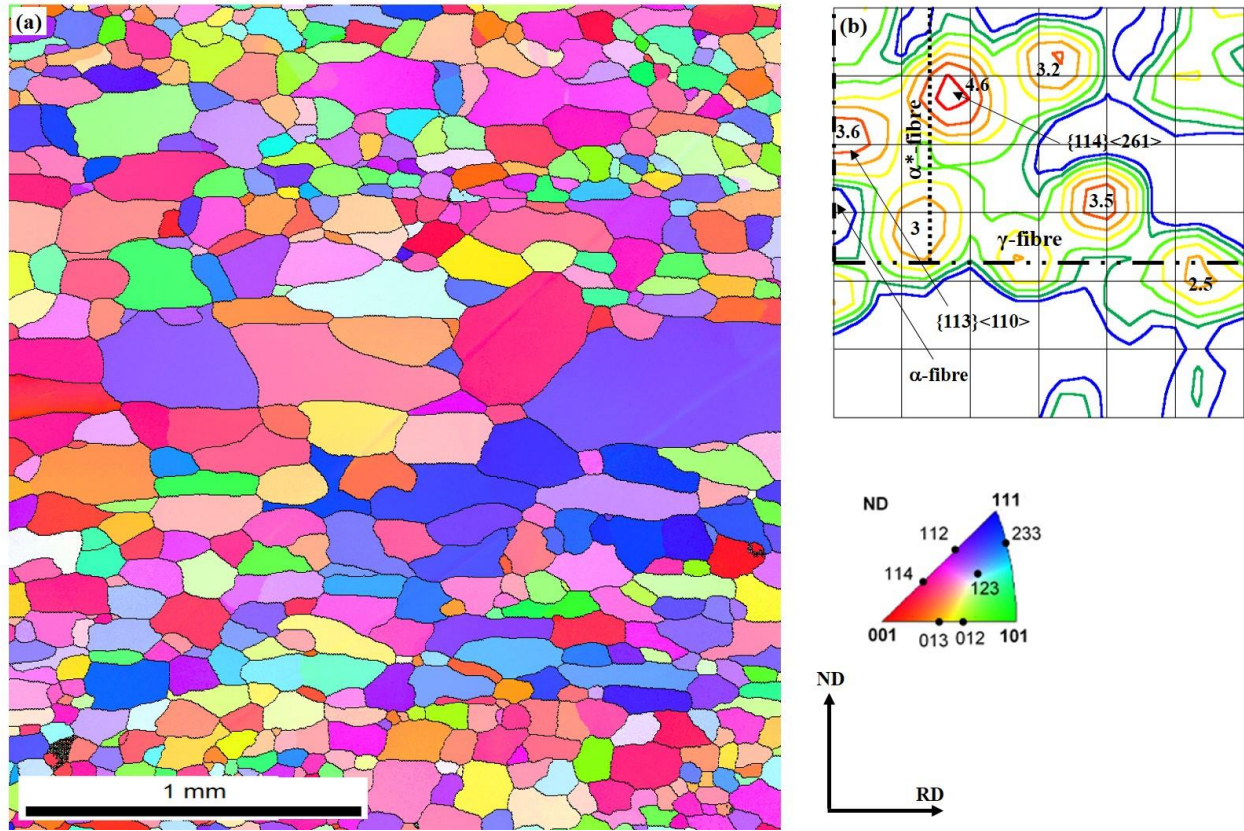 (a)
1 mm
(b)
3.2
4.6
3.6
α* fibre
{114}<261>
3.5
3
γ-fibre
2.5
{113}<110>
α-fibre
ND
111
112
233
114
123
001
013
012
101
ND
RD